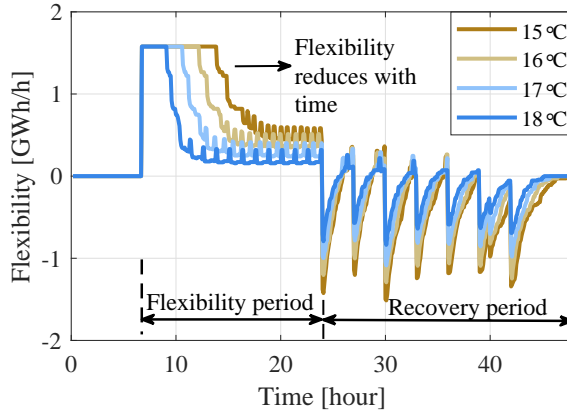 2
1
0
-1
-2
Flexibility [GWh/h]
Flexibility
reduces with
time
15 °C
16 °C
17 °C
18 °C
Flexibility period
Recovery period
0
10
20
30
40
Time [hour]